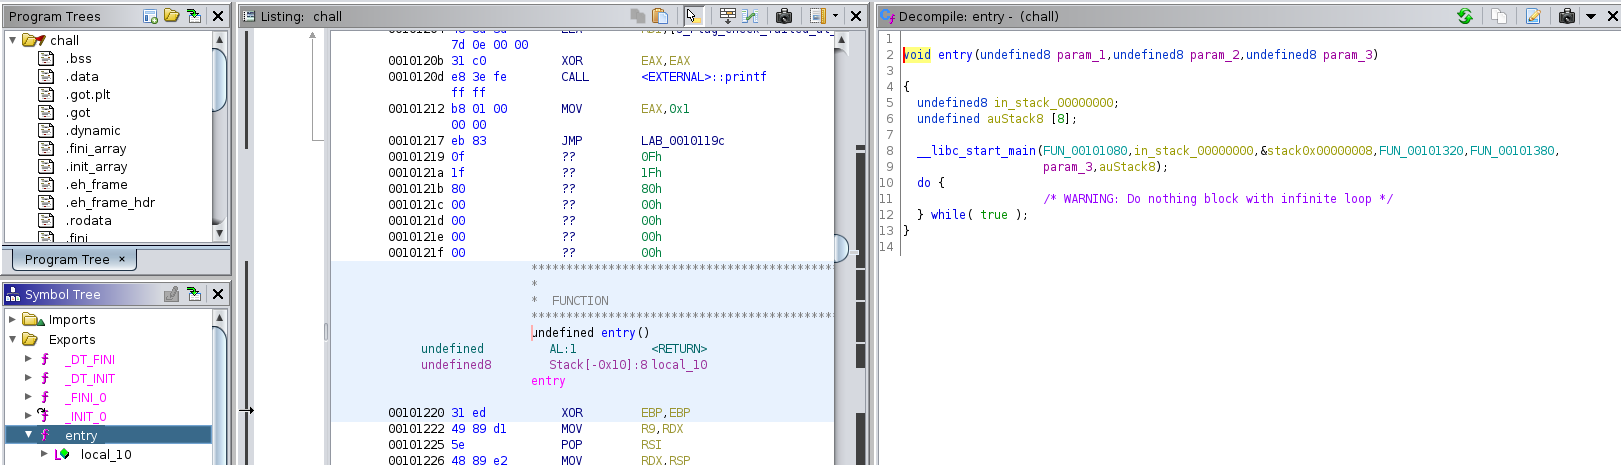 Program Trees
chall
.bss
.data
.got.plt
.got
.dynamic
.fini_array
.init_array
.eh_frame
.eh_frame_hdr
.rodata
.fini
Program Tree ×
Symbol Tree
Imports
Exports
_DT_FINI
_DT_INIT
_FINI_0
_INIT_0
entry
local_10
Listing: chall
7d 0e 00 00
0010120b 31 c0 XOR EAX,EAX
0010120d e8 3e fe CALL <EXTERNAL>::printf
ff ff
00101212 b8 01 00 MOV EAX,0x1
00 00
00101217 eb 83 JMP LAB_0010119c
00101219 0f ?? 0Fh
0010121a 1f ?? 1Fh
0010121b 80 ?? 80h
0010121c 00 ?? 00h
0010121d 00 ?? 00h
0010121e 00 ?? 00h
0010121f 00 ?? 00h
*******************************************
*
* FUNCTION
*******************************************
undefined entry()
undefined AL:1 <RETURN>
undefined8 Stack[-0x10]:8 local_10
entry
00101220 31 ed XOR EBP,EBP
00101222 49 89 d1 MOV R9,RDX
00101225 5e POP RSI
00101226 48 89 e2 MOV RDX,RSP
Decompile: entry - (chall)
1
2 void entry(undefined8 param_1,undefined8 param_2,undefined8 param_3)
3
4 {
5 undefined8 in_stack_00000000;
6 undefined auStack8 [8];
7
8 __libc_start_main(FUN_00101080,in_stack_00000000,&stack0x00000008,FUN_00101320,FUN_00101380,
9 param_3,auStack8);
10 do {
11 /* WARNING: Do nothing block with infinite loop */
12 } while( true );
13 }
14